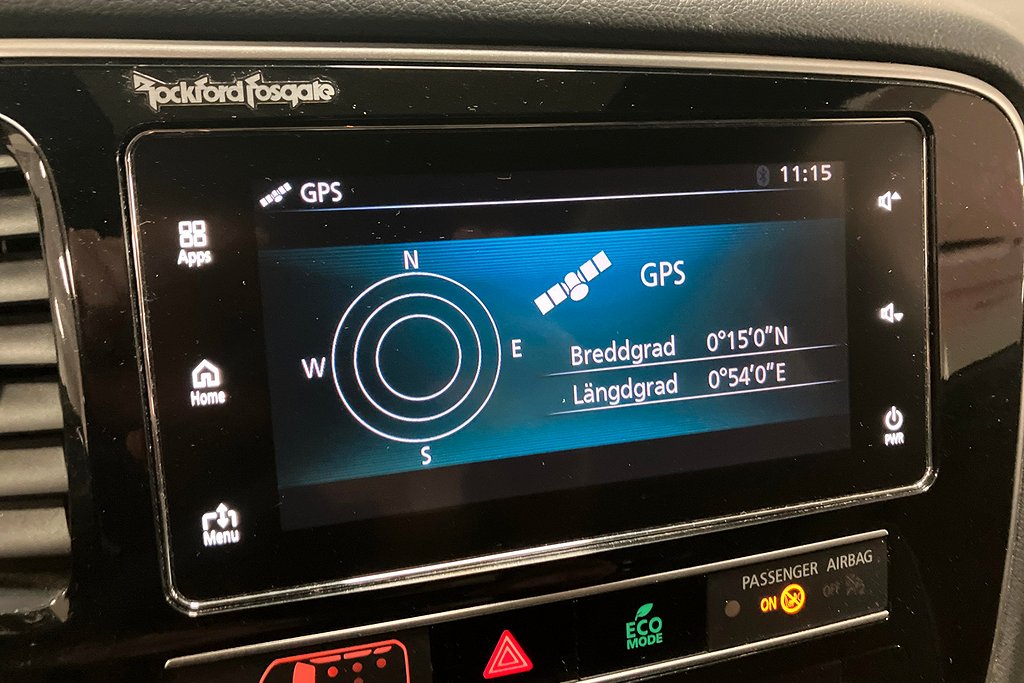 Rockford Fosgate
GPS
11:15
Apps
Home
Menu
N
W
E
S
GPS
Breddgrad 0°15'0"N
Längdgrad 0°54'0"E
PWR
PASSENGER AIRBAG
ON
OFF
ECO
MODE